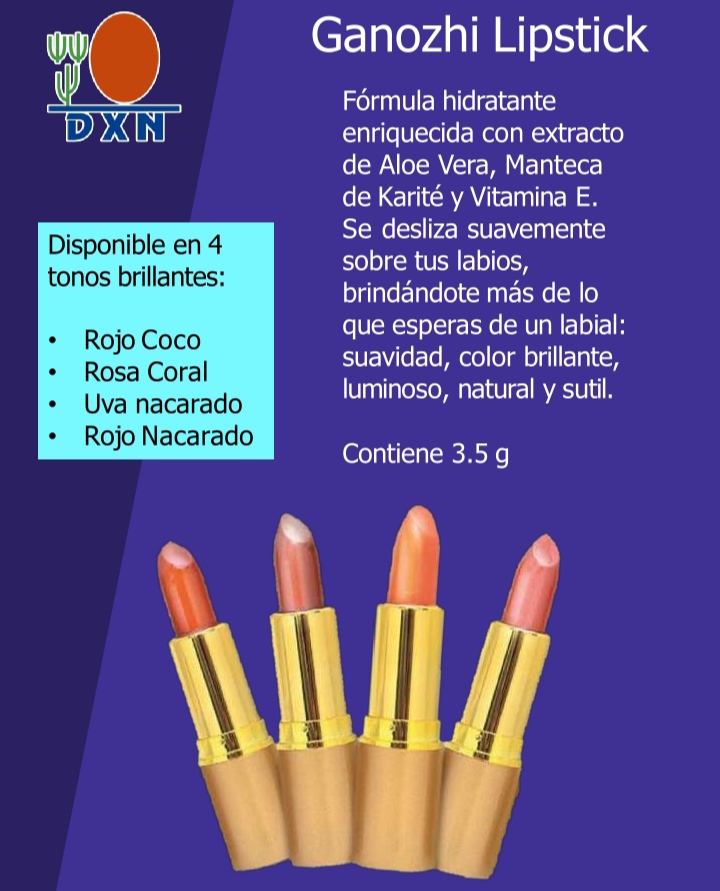 Ganozhi Lipstick
DXN
Fórmula hidratante
enriquecida con extracto
de Aloe Vera, Manteca
de Karité y Vitamina E.
Se desliza suavemente
sobre tus labios,
brindándote más de lo
que esperas de un labial:
suavidad, color brillante,
luminoso, natural y sutil.
Contiene 3.5 g
Disponible en 4
tonos brillantes:
• Rojo Coco
• Rosa Coral
• Uva nacarado
• Rojo Nacarado